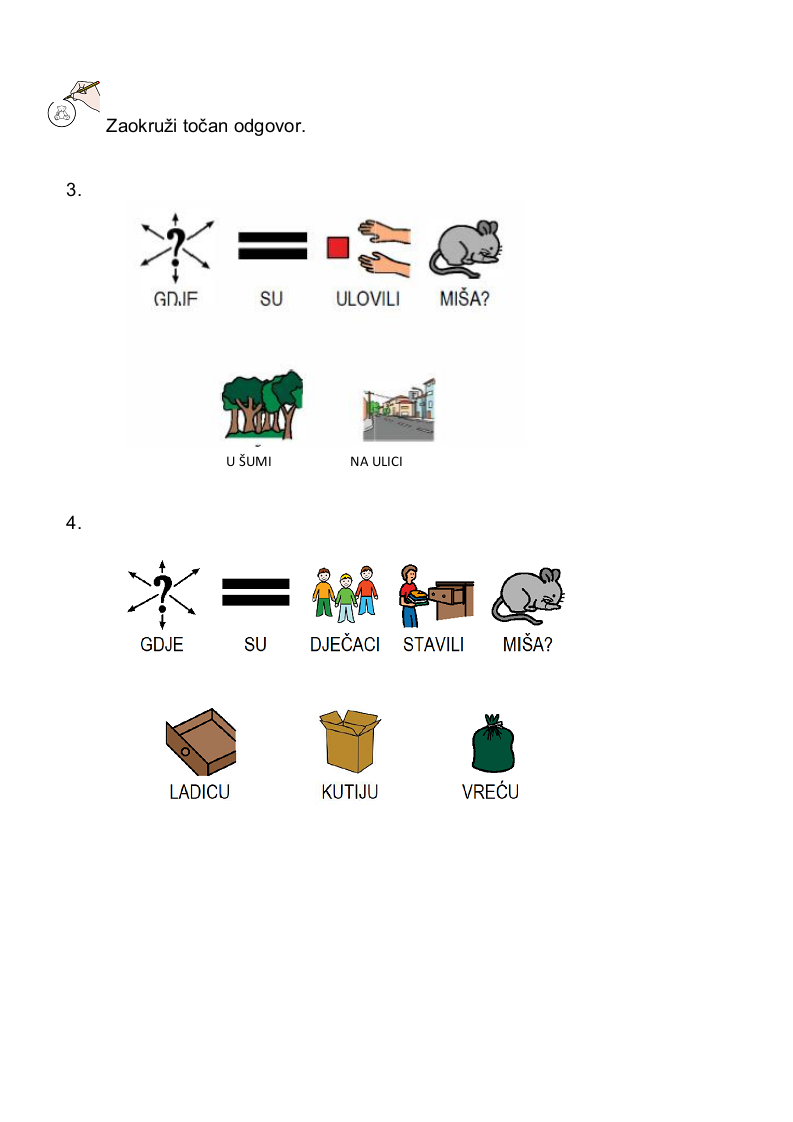 Zaokruži točan odgovor.
3.
GDJE SU ULOVILI MIŠA?
U ŠUMI NA ULICI
4.
GDJE SU DJEČACI STAVILI MIŠA?
LADICU KUTIJU VREĆU